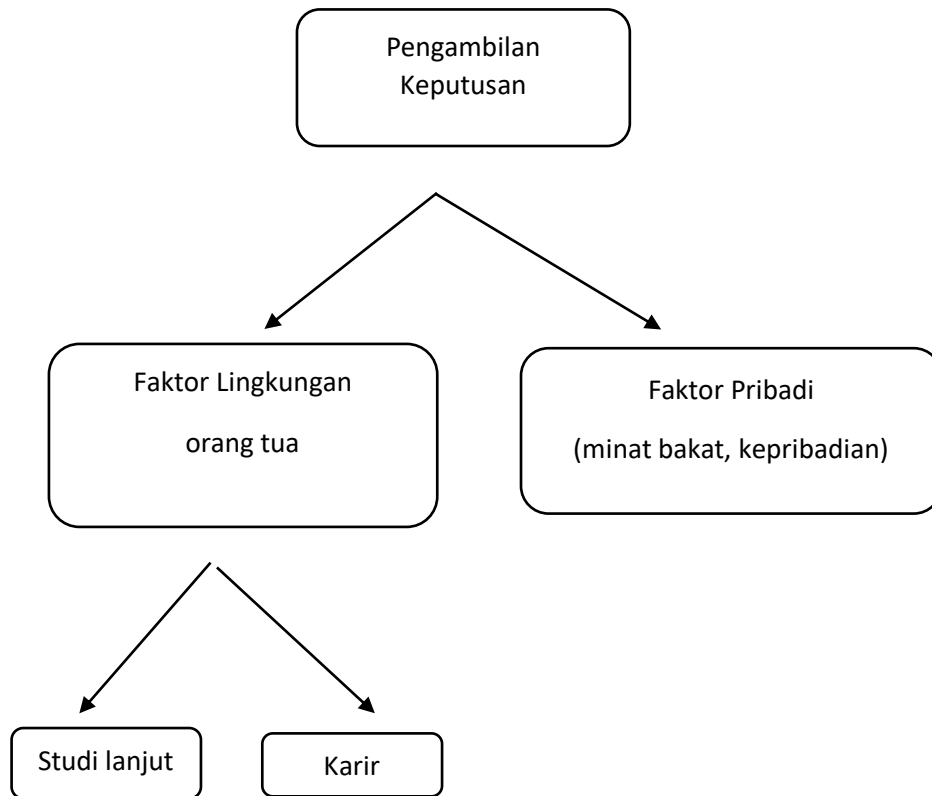 Pengambilan
Keputusan
Faktor Lingkungan
orang tua
Faktor Pribadi
(minat bakat, kepribadian)
Studi lanjut
Karir